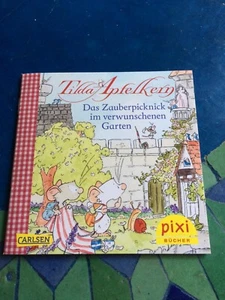 Tilda Apfelkern
Das Zauberpicknick
im verwunschenen
Garten
CARLSEN
pixi
BÜCHER